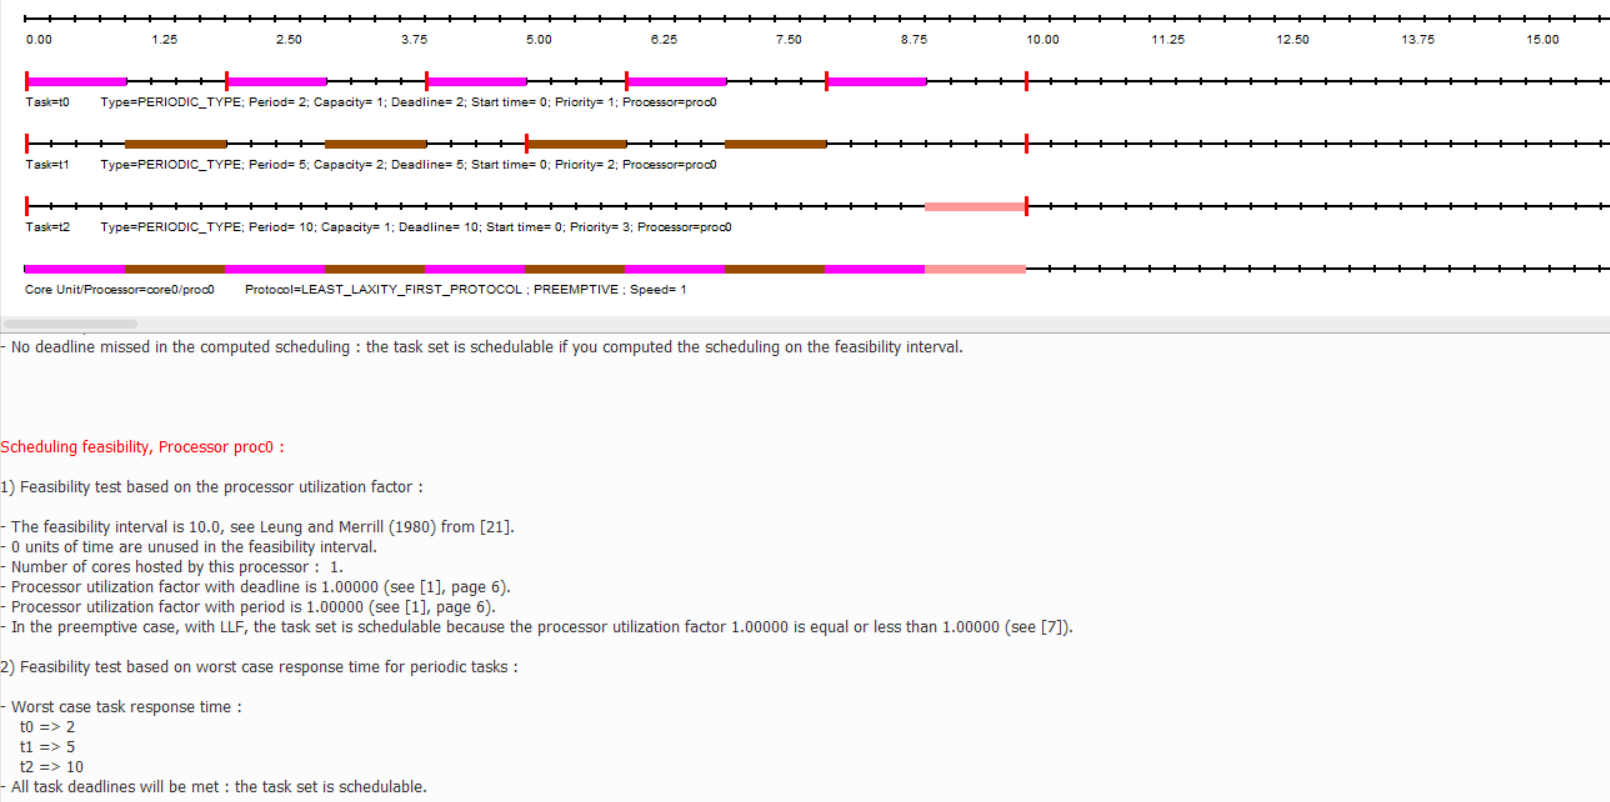 0.00 1.25 2.50 3.75 5.00 6.25 7.50 8.75 10.00 11.25 12.50 13.75 15.00
Task=t0 Type=PERIODIC_TYPE; Period= 2; Capacity= 1; Deadline= 2; Start time= 0; Priority= 1; Processor=proc0
Task=t1 Type=PERIODIC_TYPE; Period= 5; Capacity= 2; Deadline= 5; Start time= 0; Priority= 2; Processor=proc0
Task=t2 Type=PERIODIC_TYPE; Period= 10; Capacity= 1; Deadline= 10; Start time= 0; Priority= 3; Processor=proc0
Core Unit/Processor=core0/proc0 Protocol=LEAST_LAXITY_FIRST_PROTOCOL ; PREEMPTIVE ; Speed= 1
- No deadline missed in the computed scheduling : the task set is schedulable if you computed the scheduling on the feasibility interval.
Scheduling feasibility, Processor proc0 :
1) Feasibility test based on the processor utilization factor :
- The feasibility interval is 10.0, see Leung and Merrill (1980) from [21].
- 0 units of time are unused in the feasibility interval.
- Number of cores hosted by this processor : 1.
- Processor utilization factor with deadline is 1.00000 (see [1], page 6).
- Processor utilization factor with period is 1.00000 (see [1], page 6).
- In the preemptive case, with LLF, the task set is schedulable because the processor utilization factor 1.00000 is equal or less than 1.00000 (see [7]).
2) Feasibility test based on worst case response time for periodic tasks :
- Worst case task response time :
t0 => 2
t1 => 5
t2 => 10
- All task deadlines will be met : the task set is schedulable.